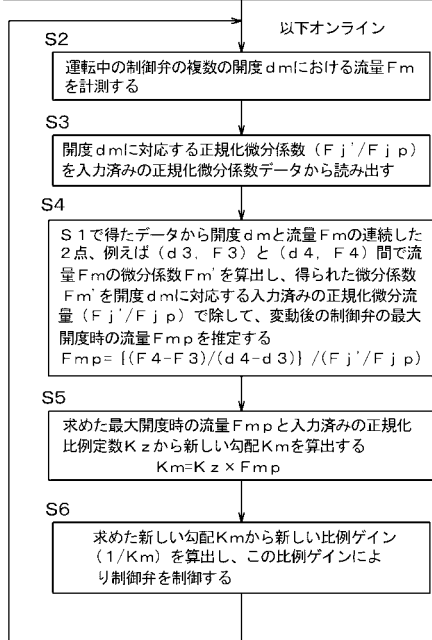 以下オンライン
S2
運転中の制御弁の複数の開度dmにおける流量Fm
を計測する
S3
開度dmに対応する正規化微分係数(Fj'/Fjp)
を入力済みの正規化微分係数データから読み出す
S4
S1で得たデータから開度dmと流量Fmの連続した
2点、例えば(d3，F3)と(d4，F4)間で流
量Fmの微分係数Fm'を算出し、得られた微分係数
Fm'を開度dmに対応する入力済みの正規化微分流
量(Fj'/Fjp)で除して、変動後の制御弁の最大
開度時の流量Fmpを推定する
Fmp=｛(F4-F3)/(d4-d3)｝/(Fj'/Fjp)
S5
求めた最大開度時の流量Fmpと入力済みの正規化
比例定数Kzから新しい勾配Kmを算出する
Km=Kz×Fmp
S6
求めた新しい勾配Kmから新しい比例ゲイン
(1/Km)を算出し、この比例ゲインによ
り制御弁を制御する